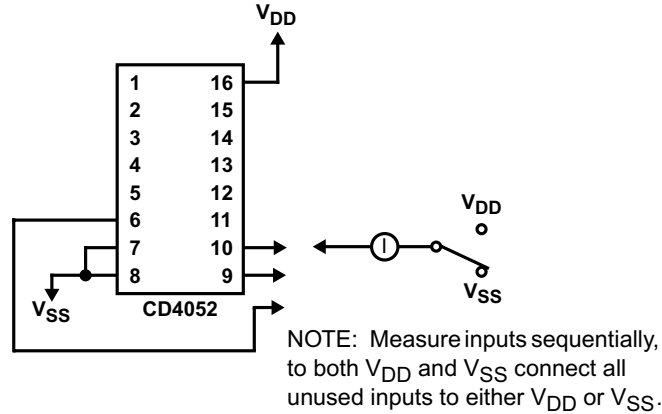 VDD
1 16
2 15
3 14
4 13
5 12
6 11
7 10
8 9
VSS
CD4052
I
VDD
VSS
NOTE: Measure inputs sequentially,
to both VDD and VSS connect all
unused inputs to either VDD or VSS.